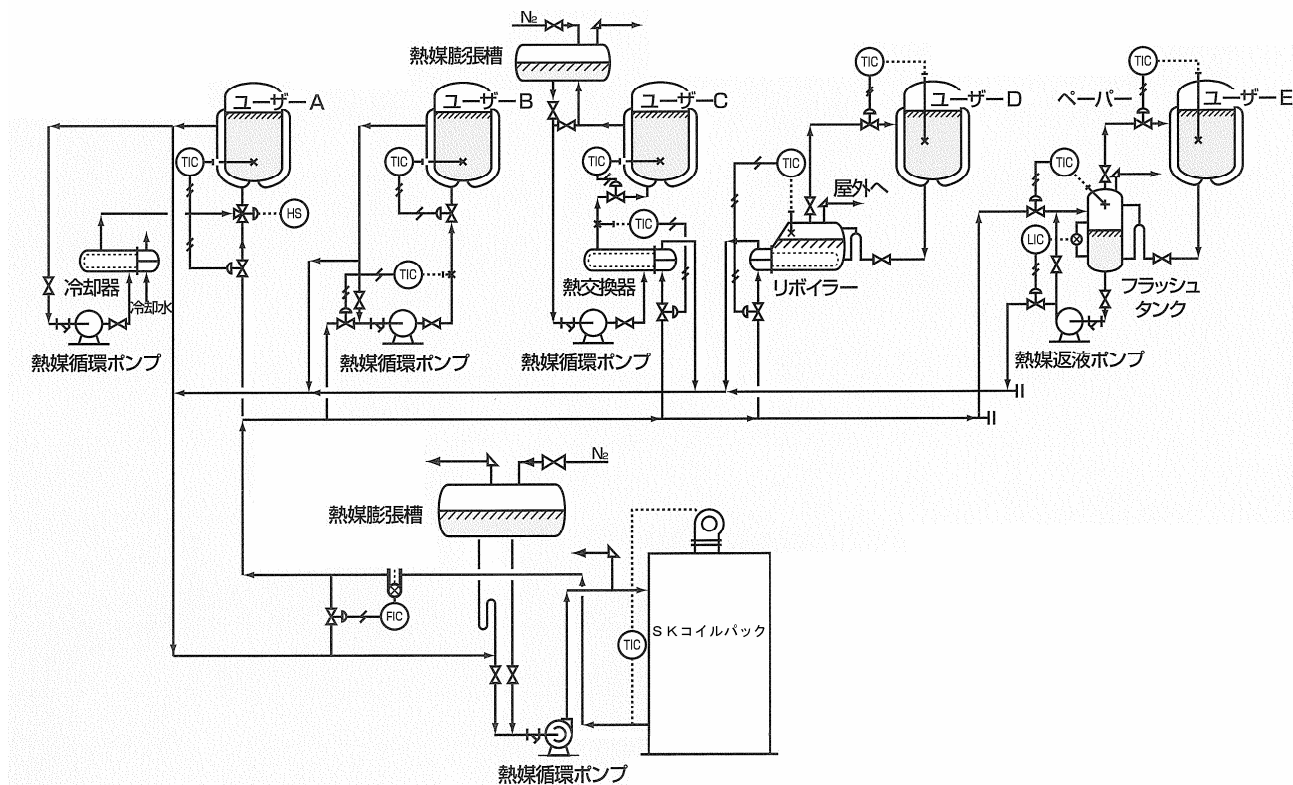 N₂
熱媒膨張槽
TIC
TIC
ユーザーA
ユーザーB
ユーザーC
ユーザーD
ペーパー
ユーザーE
TIC
TIC
TIC
TIC
TIC
屋外へ
HS
TIC
LIC
TIC
冷却器
冷却水
熱交換器
リボイラー
フラッシュ
タンク
熱媒循環ポンプ
熱媒循環ポンプ
熱媒循環ポンプ
熱媒返液ポンプ
N₂
熱媒膨張槽
FIC
TIC
SKコイルパック
熱媒循環ポンプ